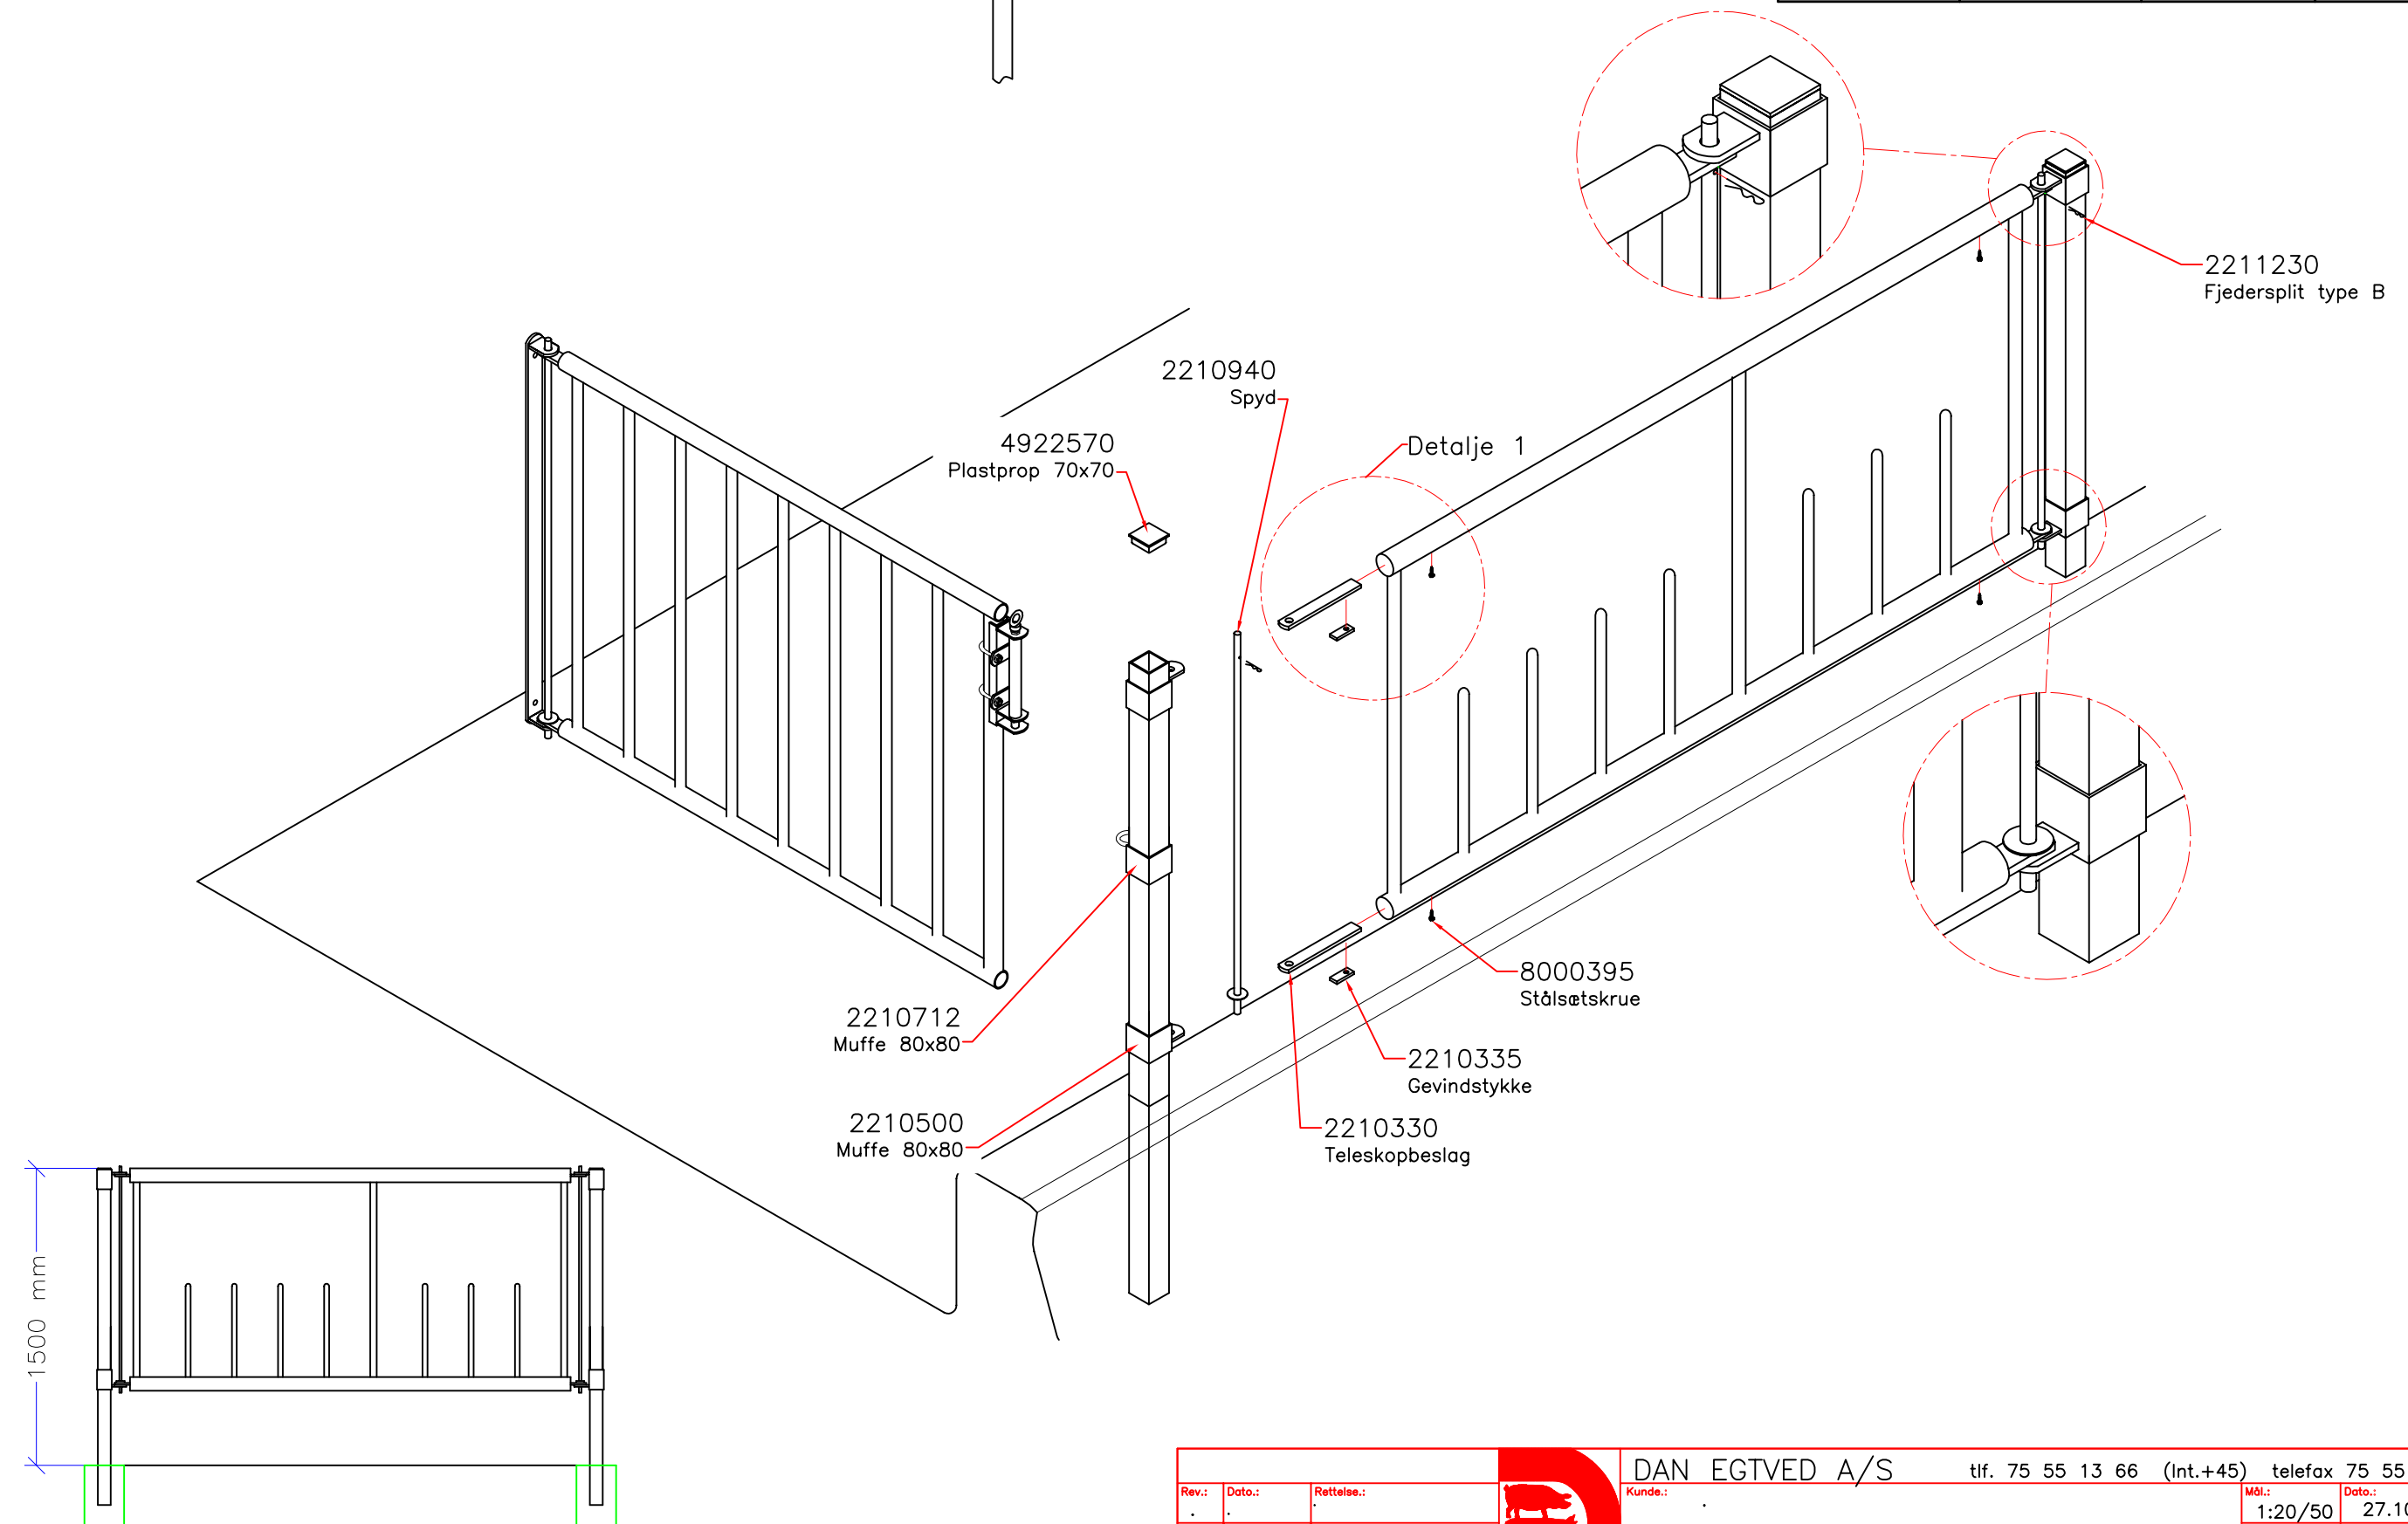 2211230
Fjedersplit type B
2210940
Spyd
4922570
Plastprop 70x70
Detalje 1
8000395
Stålsætskrue
2210712
Muffe 80x80
2210335
Gevindstykke
2210500
Muffe 80x80
2210330
Teleskopbeslag
1500 mm
DAN EGTVED A/S tlf. 75 55 13 66 (Int.+45) telefax 75 55
Rev.: Dato.: Rettelse.: Kunde.: Mål.: Dato.:
1:20/50 27.10